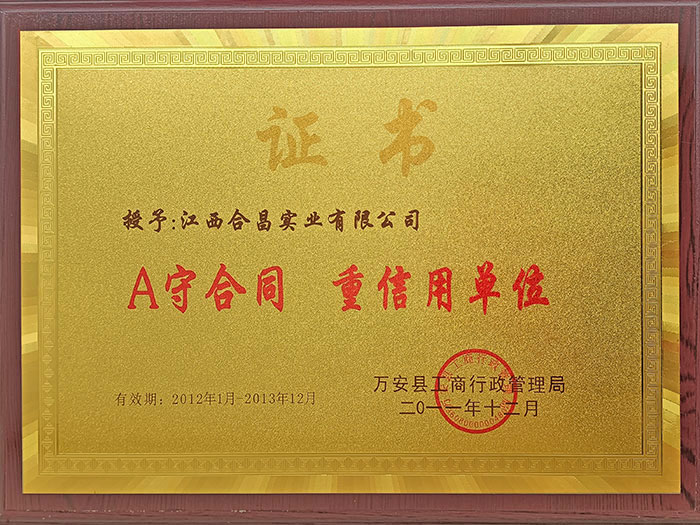 证书
授予:江西合昌实业有限公司
A守合同 重信用单位
有效期：2012年1月-2013年12月
万安县工商行政管理局
二0一一年十二月